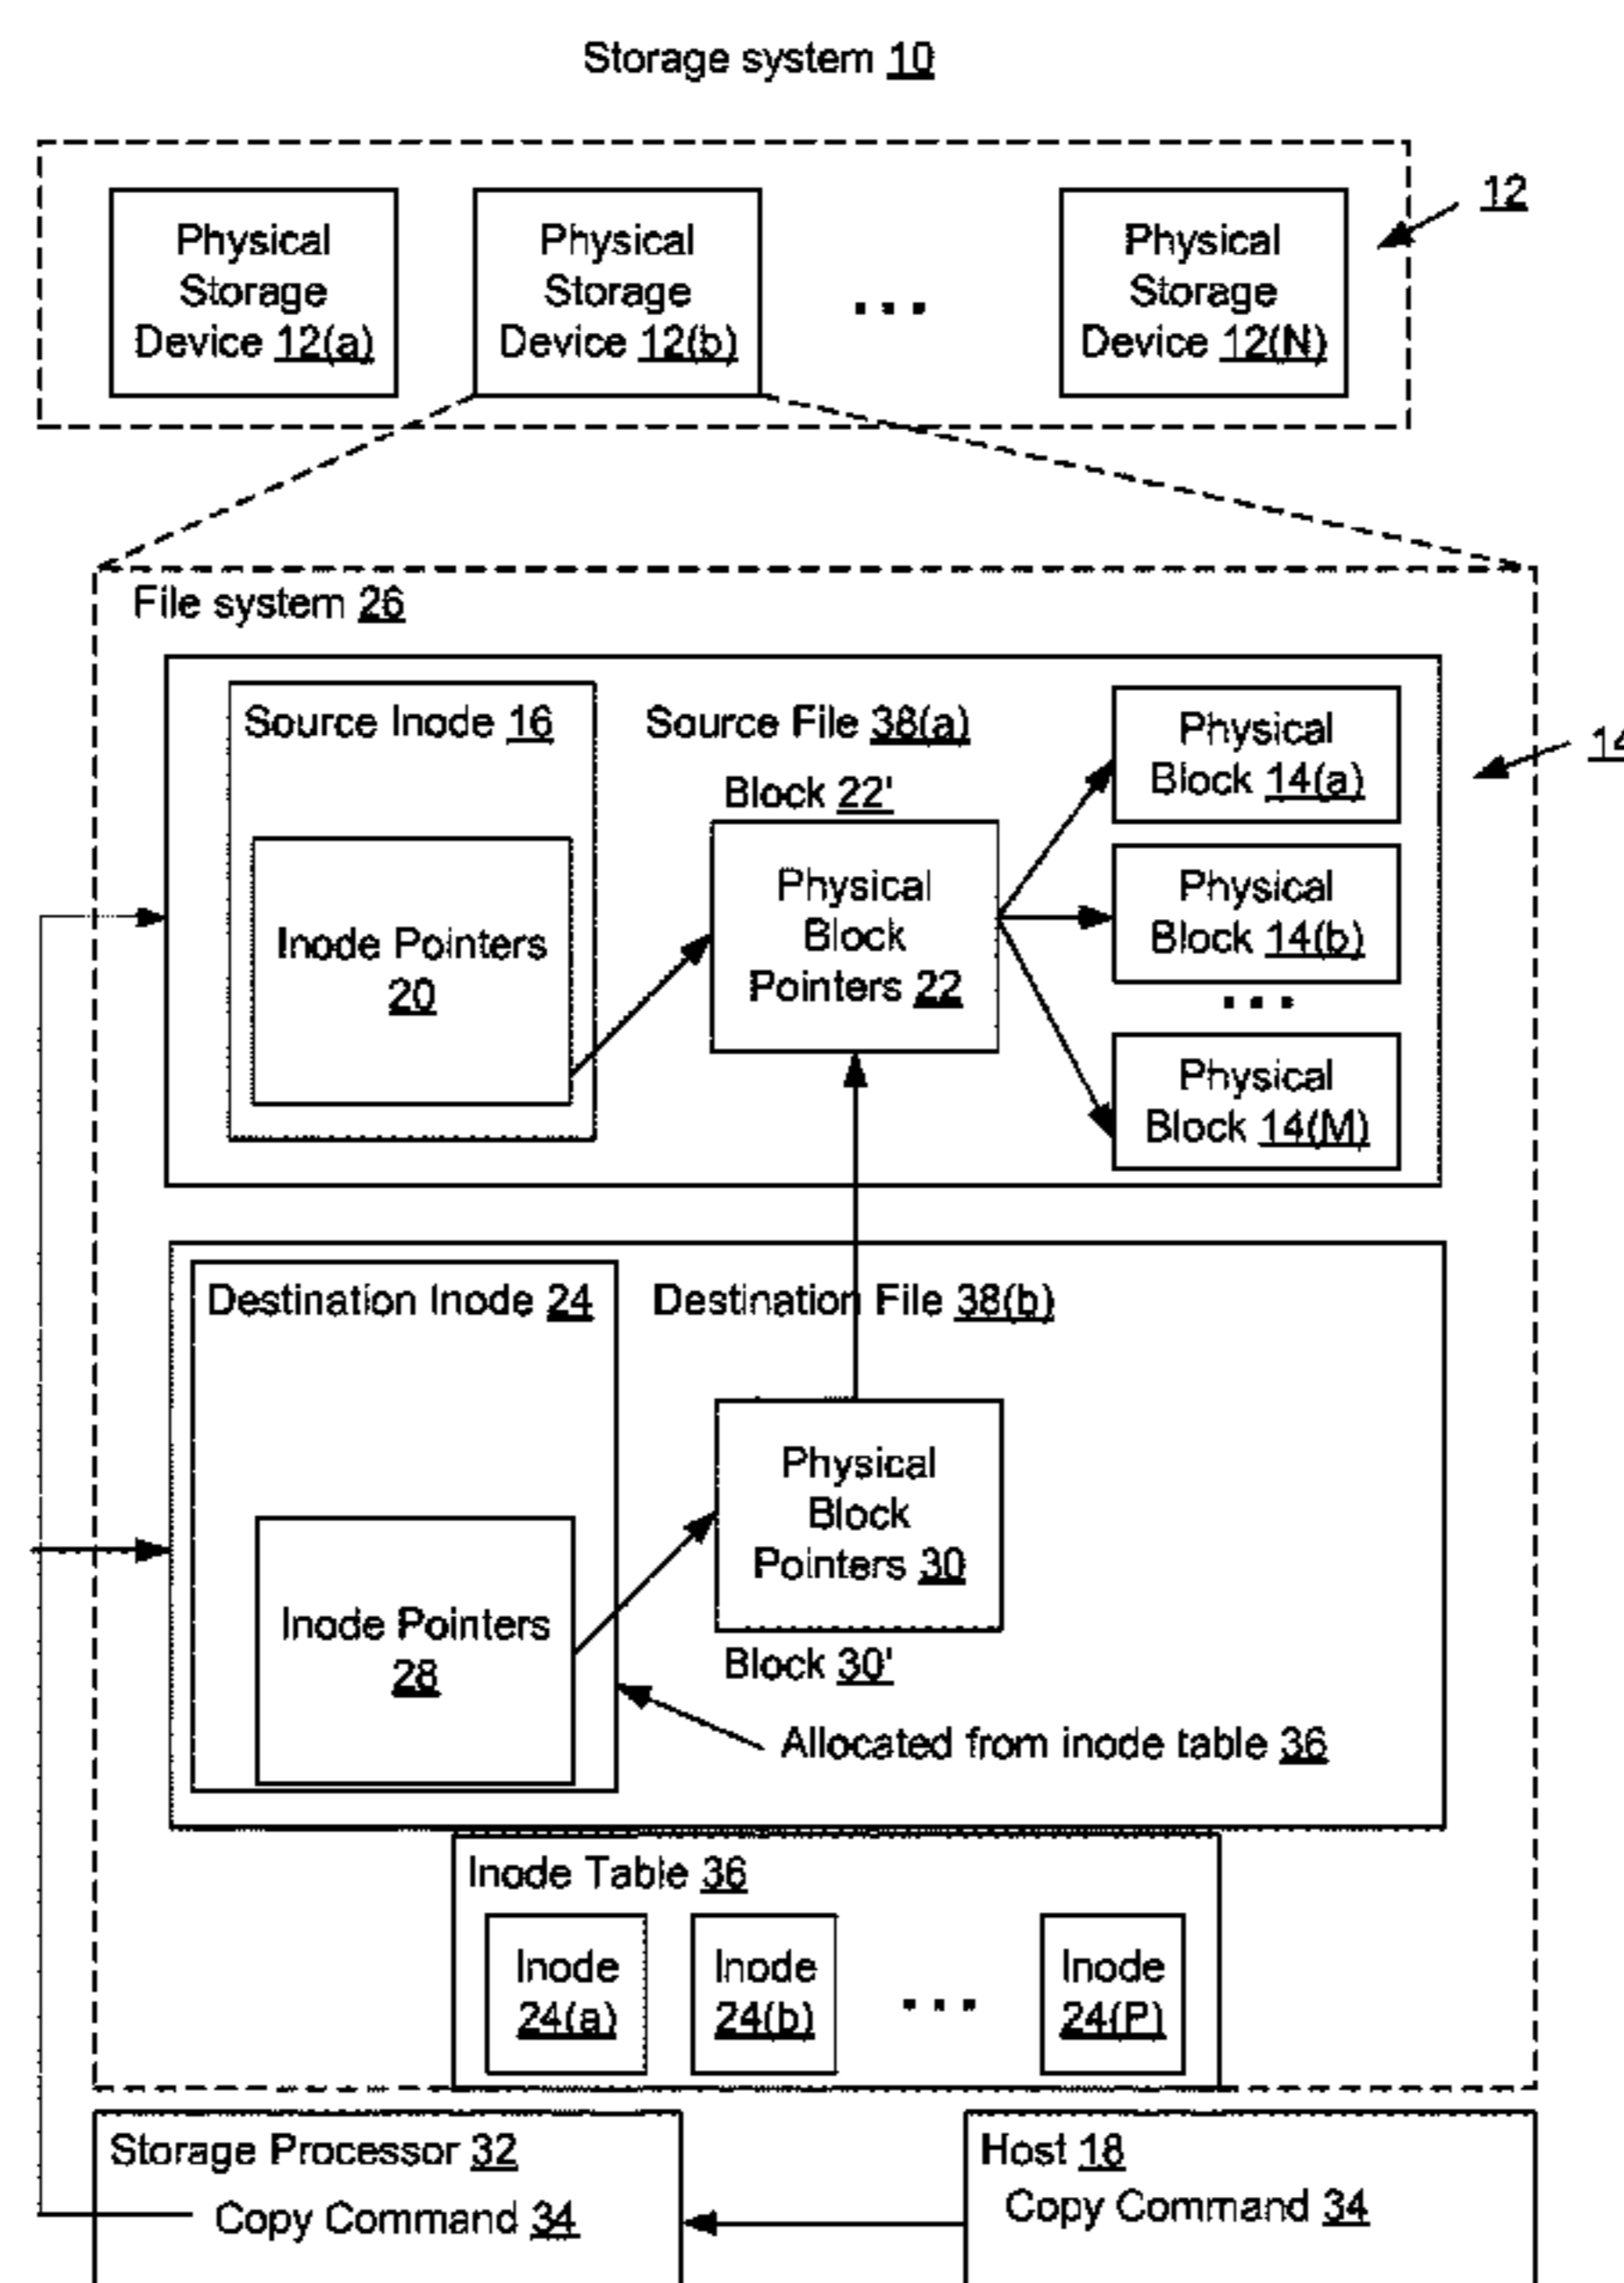 Storage system 10
12
Physical
Storage
Device 12(a)
Physical
Storage
Device 12(b)
...
Physical
Storage
Device 12(N)
File system 26
Source Inode 16
Source File 38(a)
Block 22'
Physical
Block 14(a)
14
Inode Pointers
20
Physical
Block
Pointers 22
Physical
Block 14(b)
...
Physical
Block 14(M)
Destination Inode 24
Destination File 38(b)
Physical
Block
Pointers 30
Inode Pointers
28
Block 30'
Allocated from inode table 36
Inode Table 36
Inode
24(a)
Inode
24(b)
...
Inode
24(P)
Storage Processor 32
Copy Command 34
Host 18
Copy Command 34